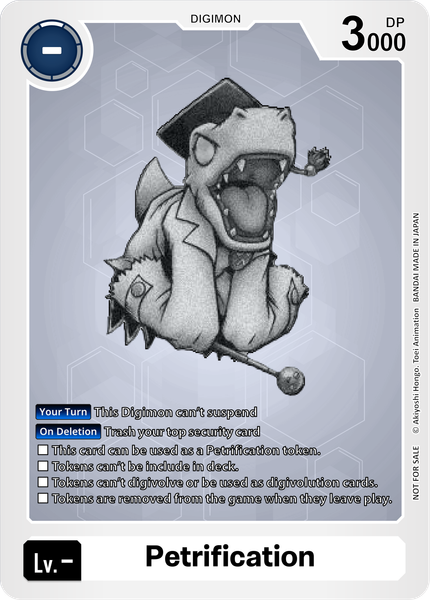 DIGIMON
-
3000
DP
Your Turn This Digimon can't suspend
On Deletion Trash your top security card
This card can be used as a Petrification token.
Tokens can't be include in deck.
Tokens can't digivolve or be used as digivolution cards.
Tokens are removed from the game when they leave play.
Lv.-
Petrification
NOT FOR SALE © Akiyoshi Hongo, Toei Animation BANDAI MADE IN JAPAN